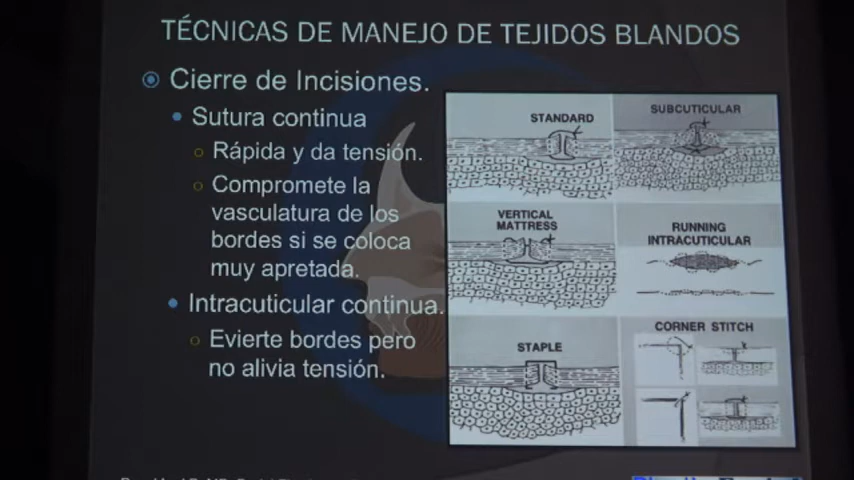 TÉCNICAS DE MANEJO DE TEJIDOS BLANDOS
Cierre de Incisiones.
Sutura continua
Rápida y da tensión.
Compromete la
vasculatura de los
bordes si se coloca
muy apretada.
Intracuticular continua.
Evierte bordes pero
no alivia tensión.
STANDARD
SUBCUTICULAR
VERTICAL
MATTRESS
RUNNING
INTRACUTICULAR
STAPLE
CORNER STITCH